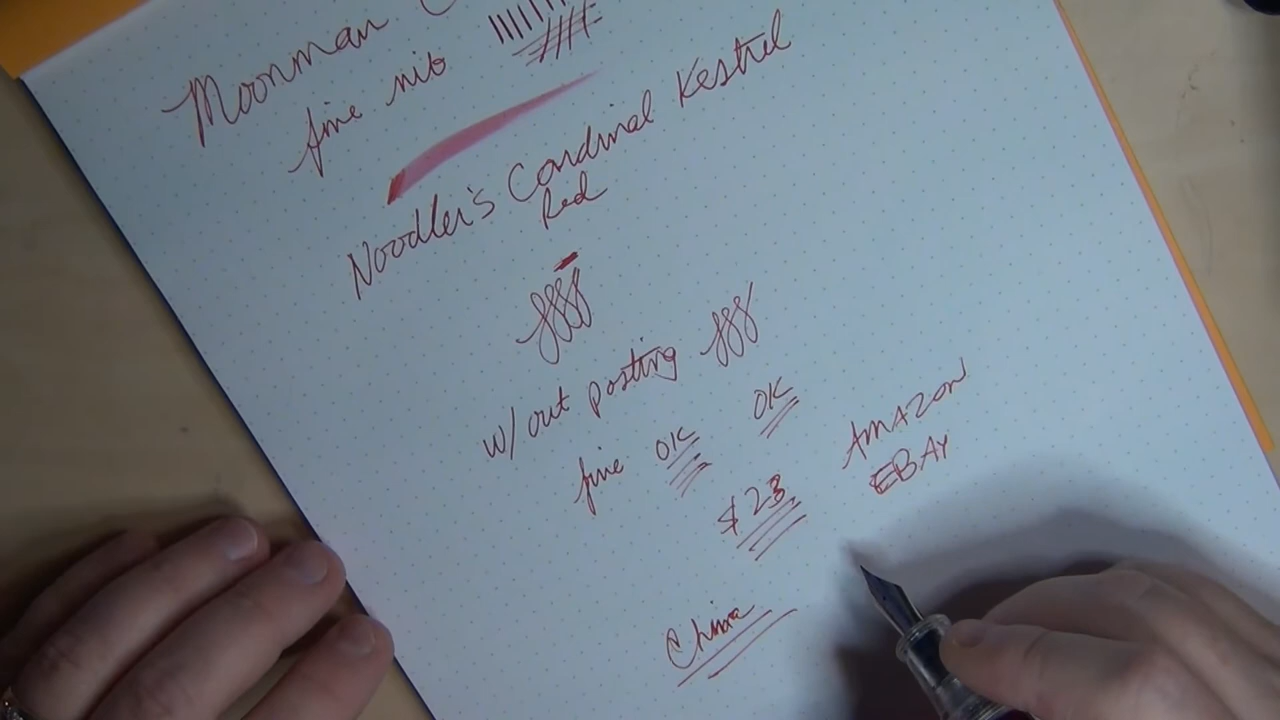 Moonman
fine nib
Noodler's Cardinal Kestrel
Red
w/out posting
fine OK OK
$23
AMAZON
EBAY
China